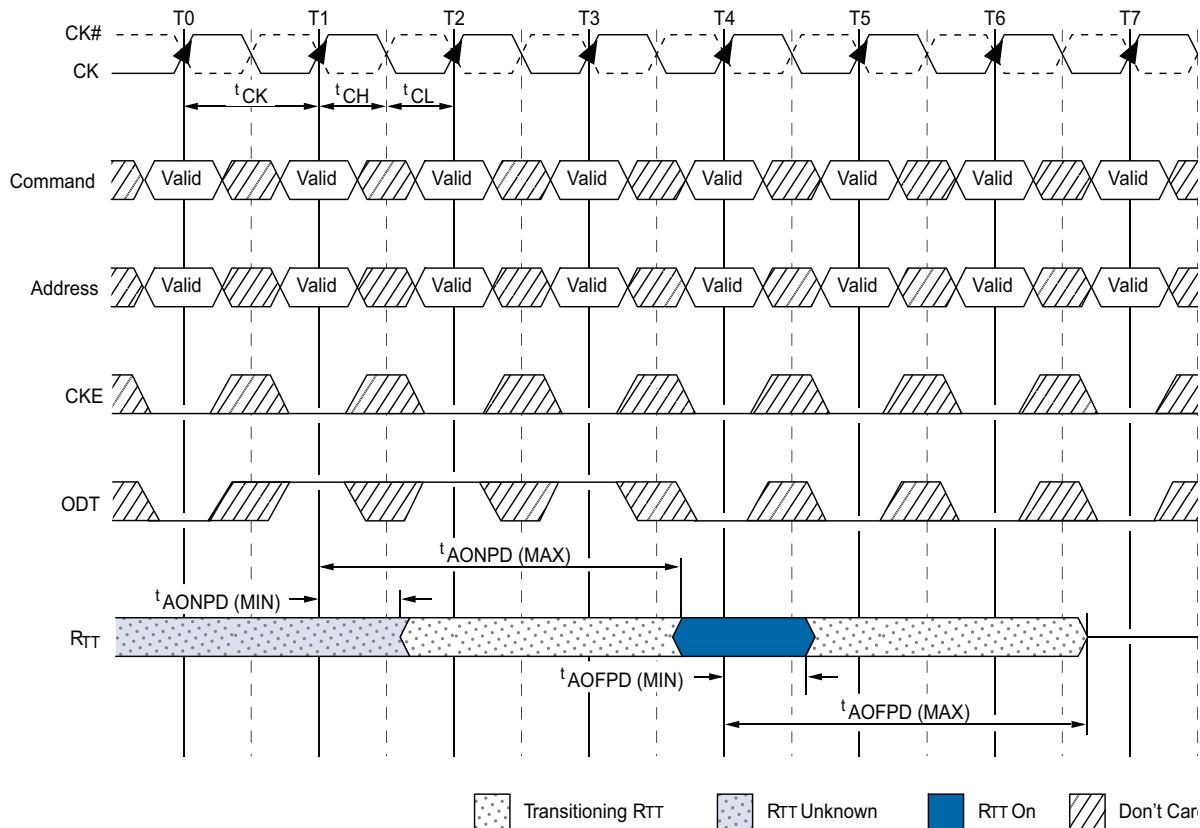 T0 T1 T2 T3 T4 T5 T6 T7
CK#
CK
tCK tCH tCL
Command Valid Valid Valid Valid Valid Valid Valid Valid
Address Valid Valid Valid Valid Valid Valid Valid Valid
CKE
ODT
tAONPD (MAX)
tAONPD (MIN)
RTT
tAOFPD (MIN)
tAOFPD (MAX)
Transitioning RTT RTT Unknown RTT On Don't Car